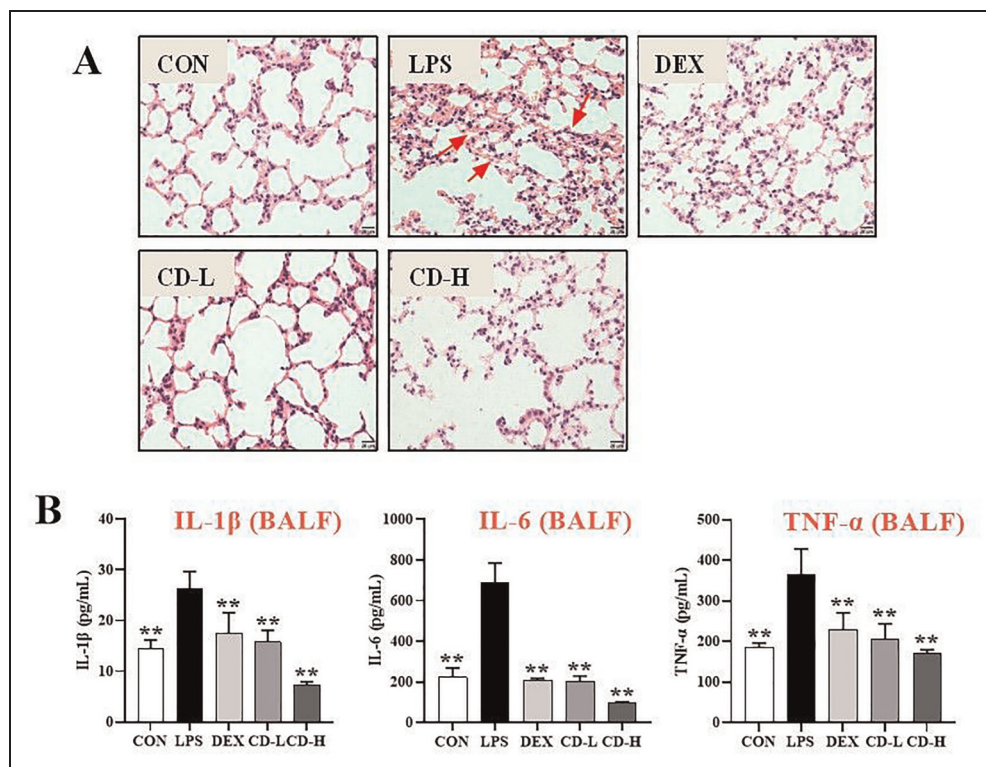 A
CON
LPS
DEX
CD-L
CD-H
B
IL-1β (BALF)
IL-1β (pg/mL)
40
30
20
10
0
**
**
**
**
CON LPS DEX CD-L CD-H
IL-6 (BALF)
IL-6 (pg/mL)
1000
800
600
400
200
0
**
**
**
**
CON LPS DEX CD-L CD-H
TNF-α (BALF)
TNF-α (pg/mL)
500
400
300
200
100
0
**
**
**
**
CON LPS DEX CD-L CD-H